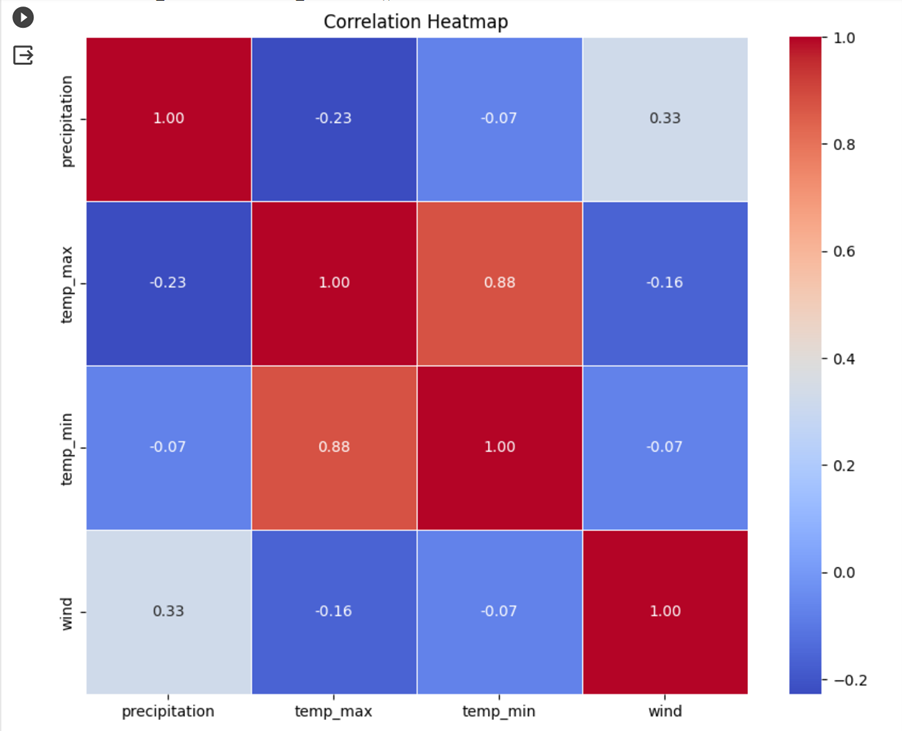 Correlation Heatmap
precipitation 1.00 -0.23 -0.07 0.33
temp_max -0.23 1.00 0.88 -0.16
temp_min -0.07 0.88 1.00 -0.07
wind 0.33 -0.16 -0.07 1.00
precipitation temp_max temp_min wind
1.0
0.8
0.6
0.4
0.2
0.0
−0.2